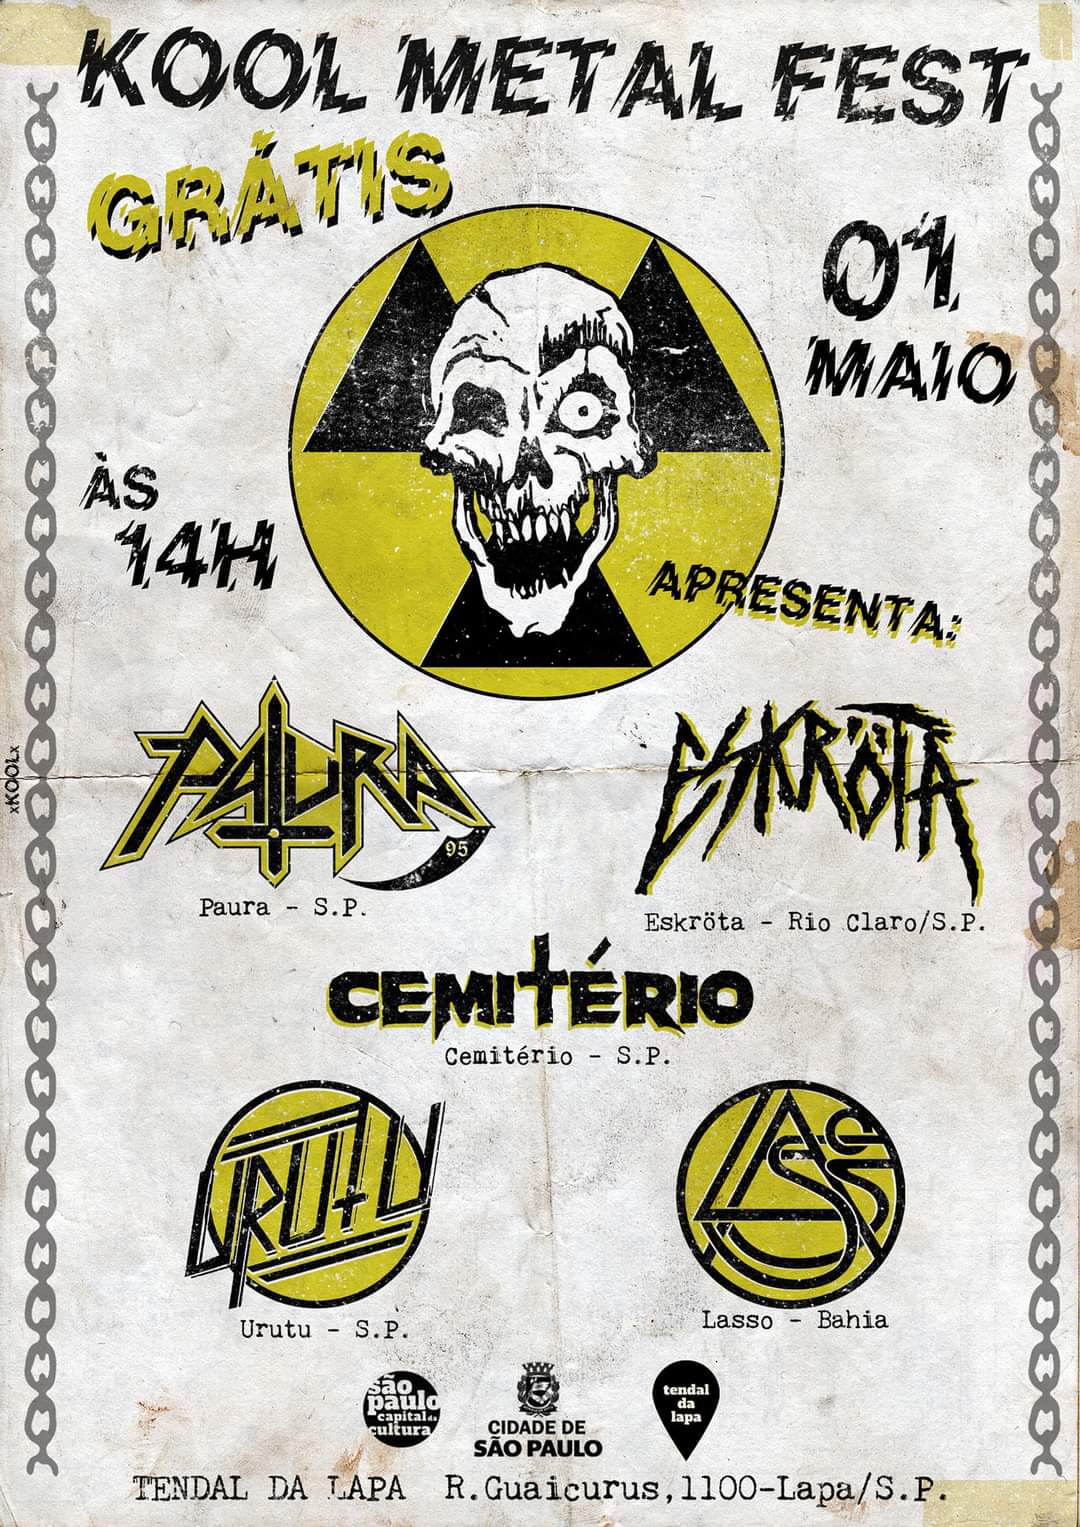 KOOL METAL FEST
GRÁTIS
01
MAIO
ÀS
14H
APRESENTA:
PAURA
95
Paura - S.P.
ESKRÖTA
Eskröta - Rio Claro/S.P.
xKOOLx
CEMITÉRIO
Cemitério - S.P.
URUTU
Urutu - S.P.
LASSO
Lasso - Bahia
são
paulo
capital da
cultura
CIDADE DE
SÃO PAULO
tendal
da
lapa
TENDAL DA LAPA R.Guaicurus,1100-Lapa/S.P.